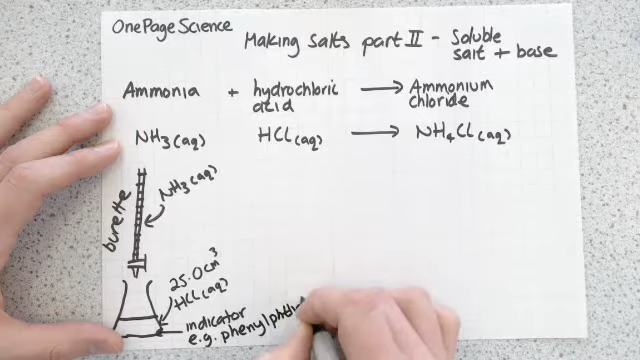 OnePageScience
Making Salts part II - Soluble
salt + base
Ammonia + hydrochloric → Ammonium
acid chloride
NH₃(aq) HCl(aq) → NH₄Cl(aq)
burette
NH₃(aq)
25.0cm³
HCl(aq)
indicator
e.g. phenylphth